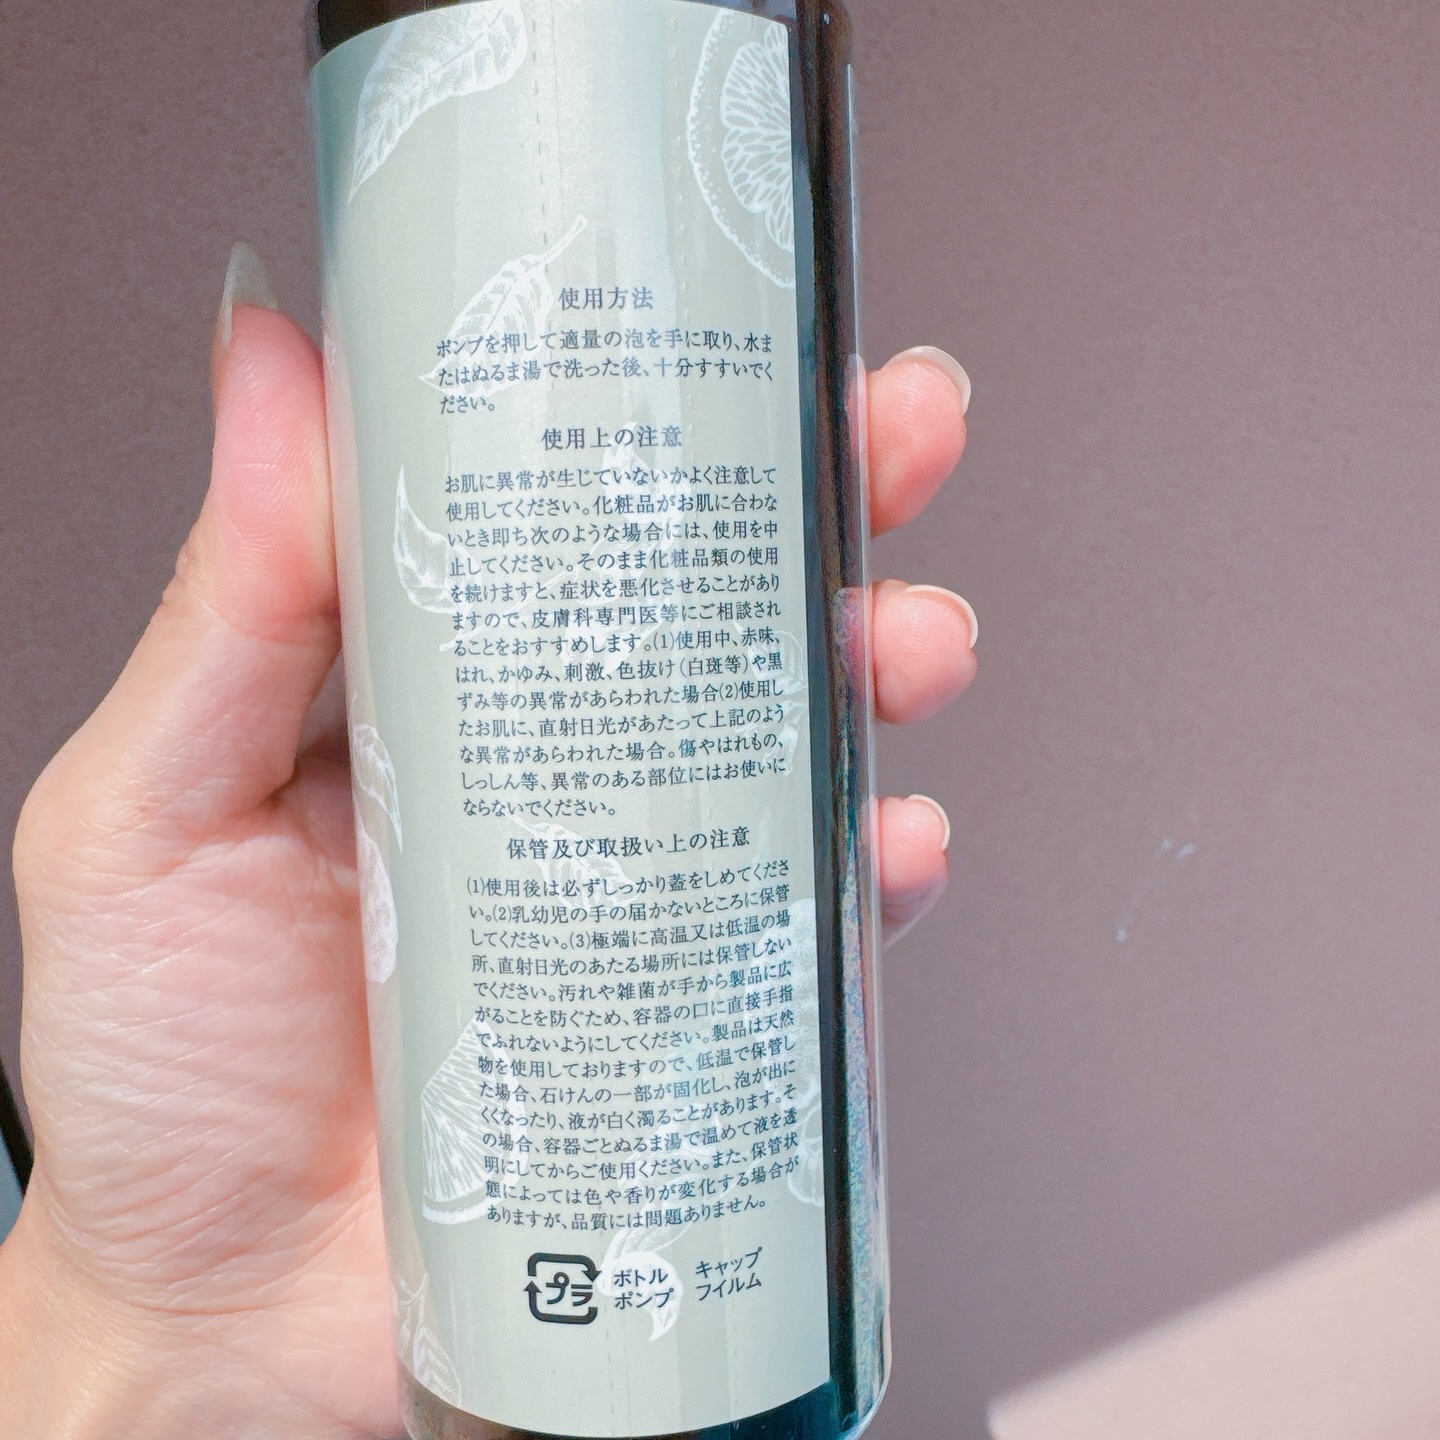 使用方法
ポンプを押して適量の泡を手に取り、水ま
たはぬるま湯で洗った後、十分すすいでく
ださい。
使用上の注意
お肌に異常が生じていないかよく注意して
使用してください。化粧品がお肌に合わな
いとき即ち次のような場合には、使用を中
止してください。そのまま化粧品類の使用
を続けますと、症状を悪化させることがあり
ますので、皮膚科専門医等にご相談され
ることをおすすめします。(1)使用中、赤味、
はれ、かゆみ、刺激、色抜け(白斑等)や黒
ずみ等の異常があらわれた場合(2)使用し
たお肌に、直射日光があたって上記のよう
な異常があらわれた場合。傷やはれもの、
しっしん等、異常のある部位にはお使いに
ならないでください。
保管及び取扱い上の注意
(1)使用後は必ずしっかり蓋をしめてくださ
い。(2)乳幼児の手の届かないところに保管
してください。(3)極端に高温又は低温の場
所、直射日光のあたる場所には保管しない
でください。汚れや雑菌が手から製品に広
がることを防ぐため、容器の口に直接手指
でふれないようにしてください。製品は天然
物を使用しておりますので、低温で保管し
た場合、石けんの一部が固化し、泡が出に
くくなったり、液が白く濁ることがあります。そ
の場合、容器ごとぬるま湯で温めて液を透
明にしてからご使用ください。また、保管状
態によっては色や香りが変化する場合が
ありますが、品質には問題ありません。
プラ ボトル キャップ
ポンプ フイルム